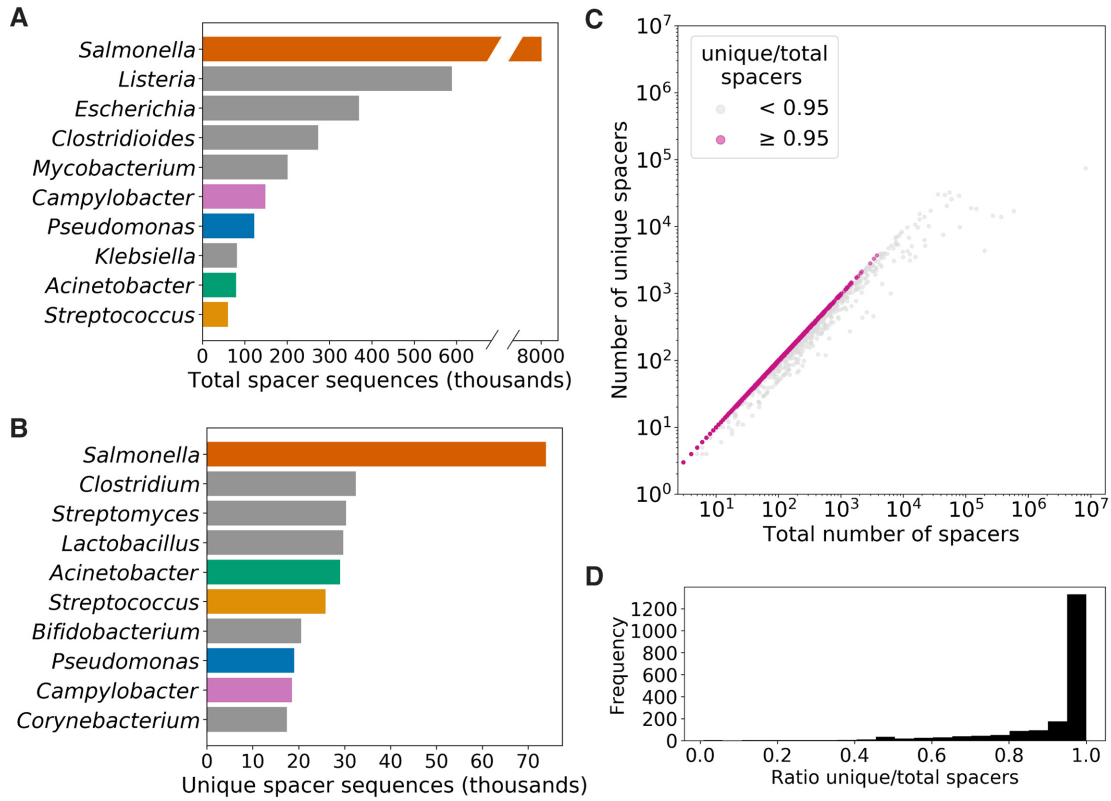 A
Salmonella
Listeria
Escherichia
Clostridioides
Mycobacterium
Campylobacter
Pseudomonas
Klebsiella
Acinetobacter
Streptococcus
0 100 200 300 400 500 600 8000
Total spacer sequences (thousands)
B
Salmonella
Clostridium
Streptomyces
Lactobacillus
Acinetobacter
Streptococcus
Bifidobacterium
Pseudomonas
Campylobacter
Corynebacterium
0 10 20 30 40 50 60 70
Unique spacer sequences (thousands)
C
unique/total
spacers
< 0.95
≥ 0.95
Number of unique spacers
10⁷
10⁶
10⁵
10⁴
10³
10²
10¹
10⁰
10¹ 10² 10³ 10⁴ 10⁵ 10⁶ 10⁷
Total number of spacers
D
Frequency
1200
1000
800
600
400
200
0
0.0 0.2 0.4 0.6 0.8 1.0
Ratio unique/total spacers